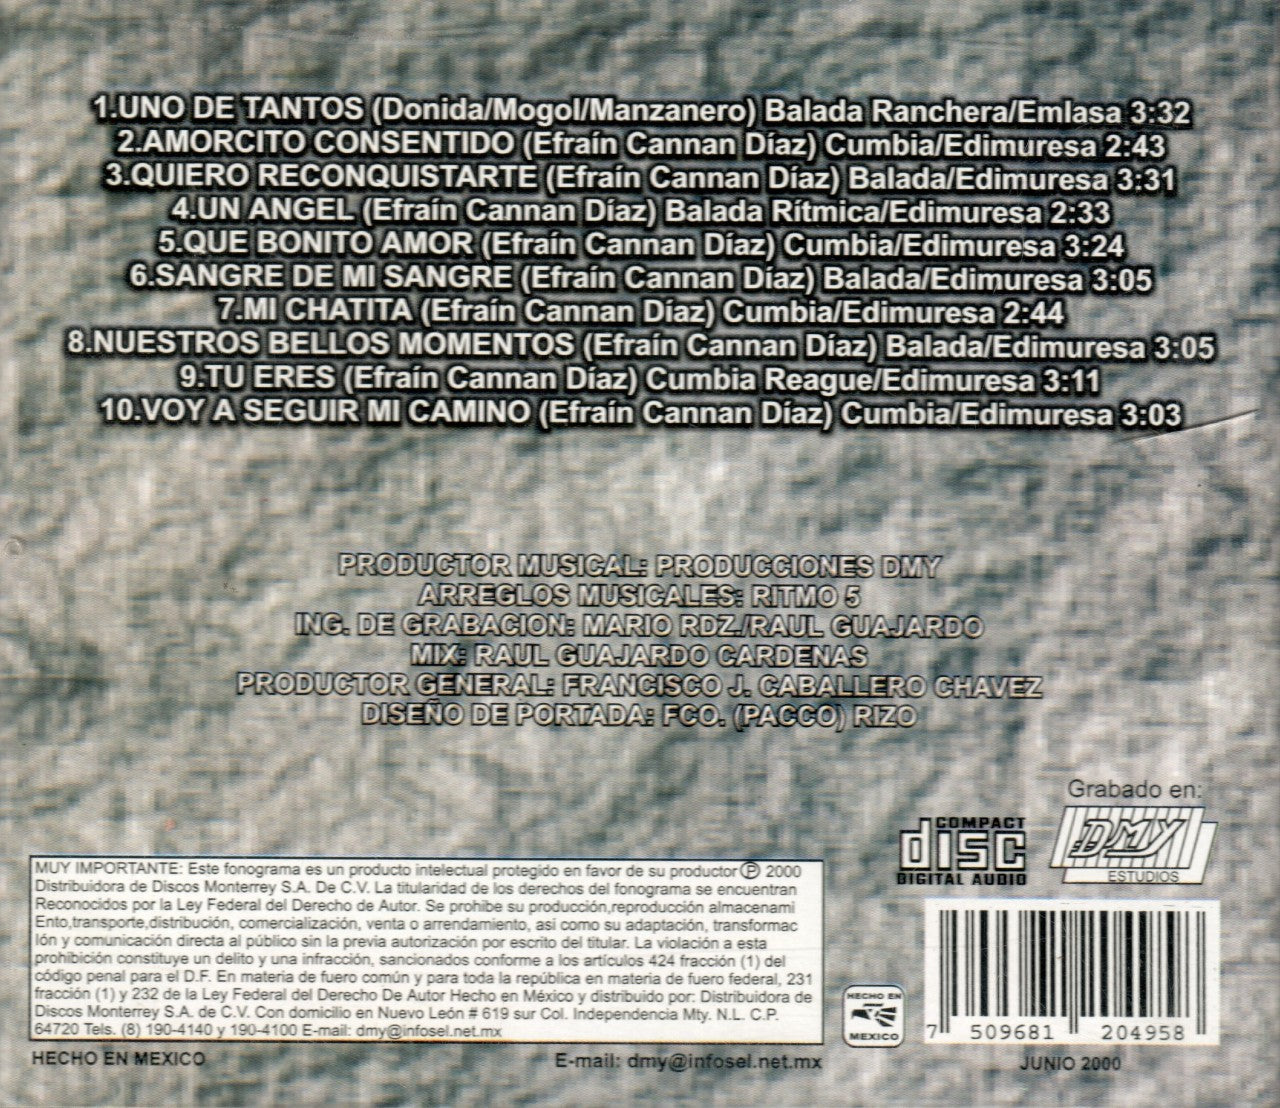 1.UNO DE TANTOS (Donida/Mogol/Manzanero) Balada Ranchera/Emlasa 3:32
2.AMORCITO CONSENTIDO (Efraín Cannan Díaz) Cumbia/Edimuresa 2:43
3.QUIERO RECONQUISTARTE (Efraín Cannan Díaz) Balada/Edimuresa 3:31
4.UN ANGEL (Efraín Cannan Díaz) Balada Rítmica/Edimuresa 2:33
5.QUE BONITO AMOR (Efraín Cannan Díaz) Cumbia/Edimuresa 3:24
6.SANGRE DE MI SANGRE (Efraín Cannan Díaz) Balada/Edimuresa 3:05
7.MI CHATITA (Efraín Cannan Díaz) Cumbia/Edimuresa 2:44
8.NUESTROS BELLOS MOMENTOS (Efraín Cannan Díaz) Balada/Edimuresa 3:05
9.TU ERES (Efraín Cannan Díaz) Cumbia Reague/Edimuresa 3:11
10.VOY A SEGUIR MI CAMINO (Efraín Cannan Díaz) Cumbia/Edimuresa 3:03
PRODUCTOR MUSICAL: PRODUCCIONES DMY
ARREGLOS MUSICALES: RITMO 5
ING. DE GRABACION: MARIO RDZ./RAUL GUAJARDO
MIX: RAUL GUAJARDO CARDENAS
PRODUCTOR GENERAL: FRANCISCO J. CABALLERO CHAVEZ
DISEÑO DE PORTADA: FCO. (PACCO) RIZO
Grabado en:
DMY
ESTUDIOS
COMPACT
disc
DIGITAL AUDIO
MUY IMPORTANTE: Este fonograma es un producto intelectual protegido en favor de su productor ℗ 2000
Distribuidora de Discos Monterrey S.A. De C.V. La titularidad de los derechos del fonograma se encuentran
Reconocidos por la Ley Federal del Derecho de Autor. Se prohibe su producción,reproducción almacenami
Ento,transporte,distribución, comercialización, venta o arrendamiento, así como su adaptación, transformac
Ión y comunicación directa al público sin la previa autorización por escrito del titular. La violación a esta
prohibición constituye un delito y una infracción, sancionados conforme a los artículos 424 fracción (1) del
código penal para el D.F. En materia de fuero común y para toda la república en materia de fuero federal, 231
fracción (1) y 232 de la Ley Federal del Derecho De Autor Hecho en México y distribuido por: Distribuidora de
Discos Monterrey S.A. de C.V. Con domicilio en Nuevo León # 619 sur Col. Independencia Mty. N.L. C.P.
64720 Tels. (8) 190-4140 y 190-4100 E-mail: dmy@infosel.net.mx
HECHO EN MEXICO
E-mail: dmy@infosel.net.mx
HECHO EN
MEXICO
7 509681 204958
JUNIO 2000